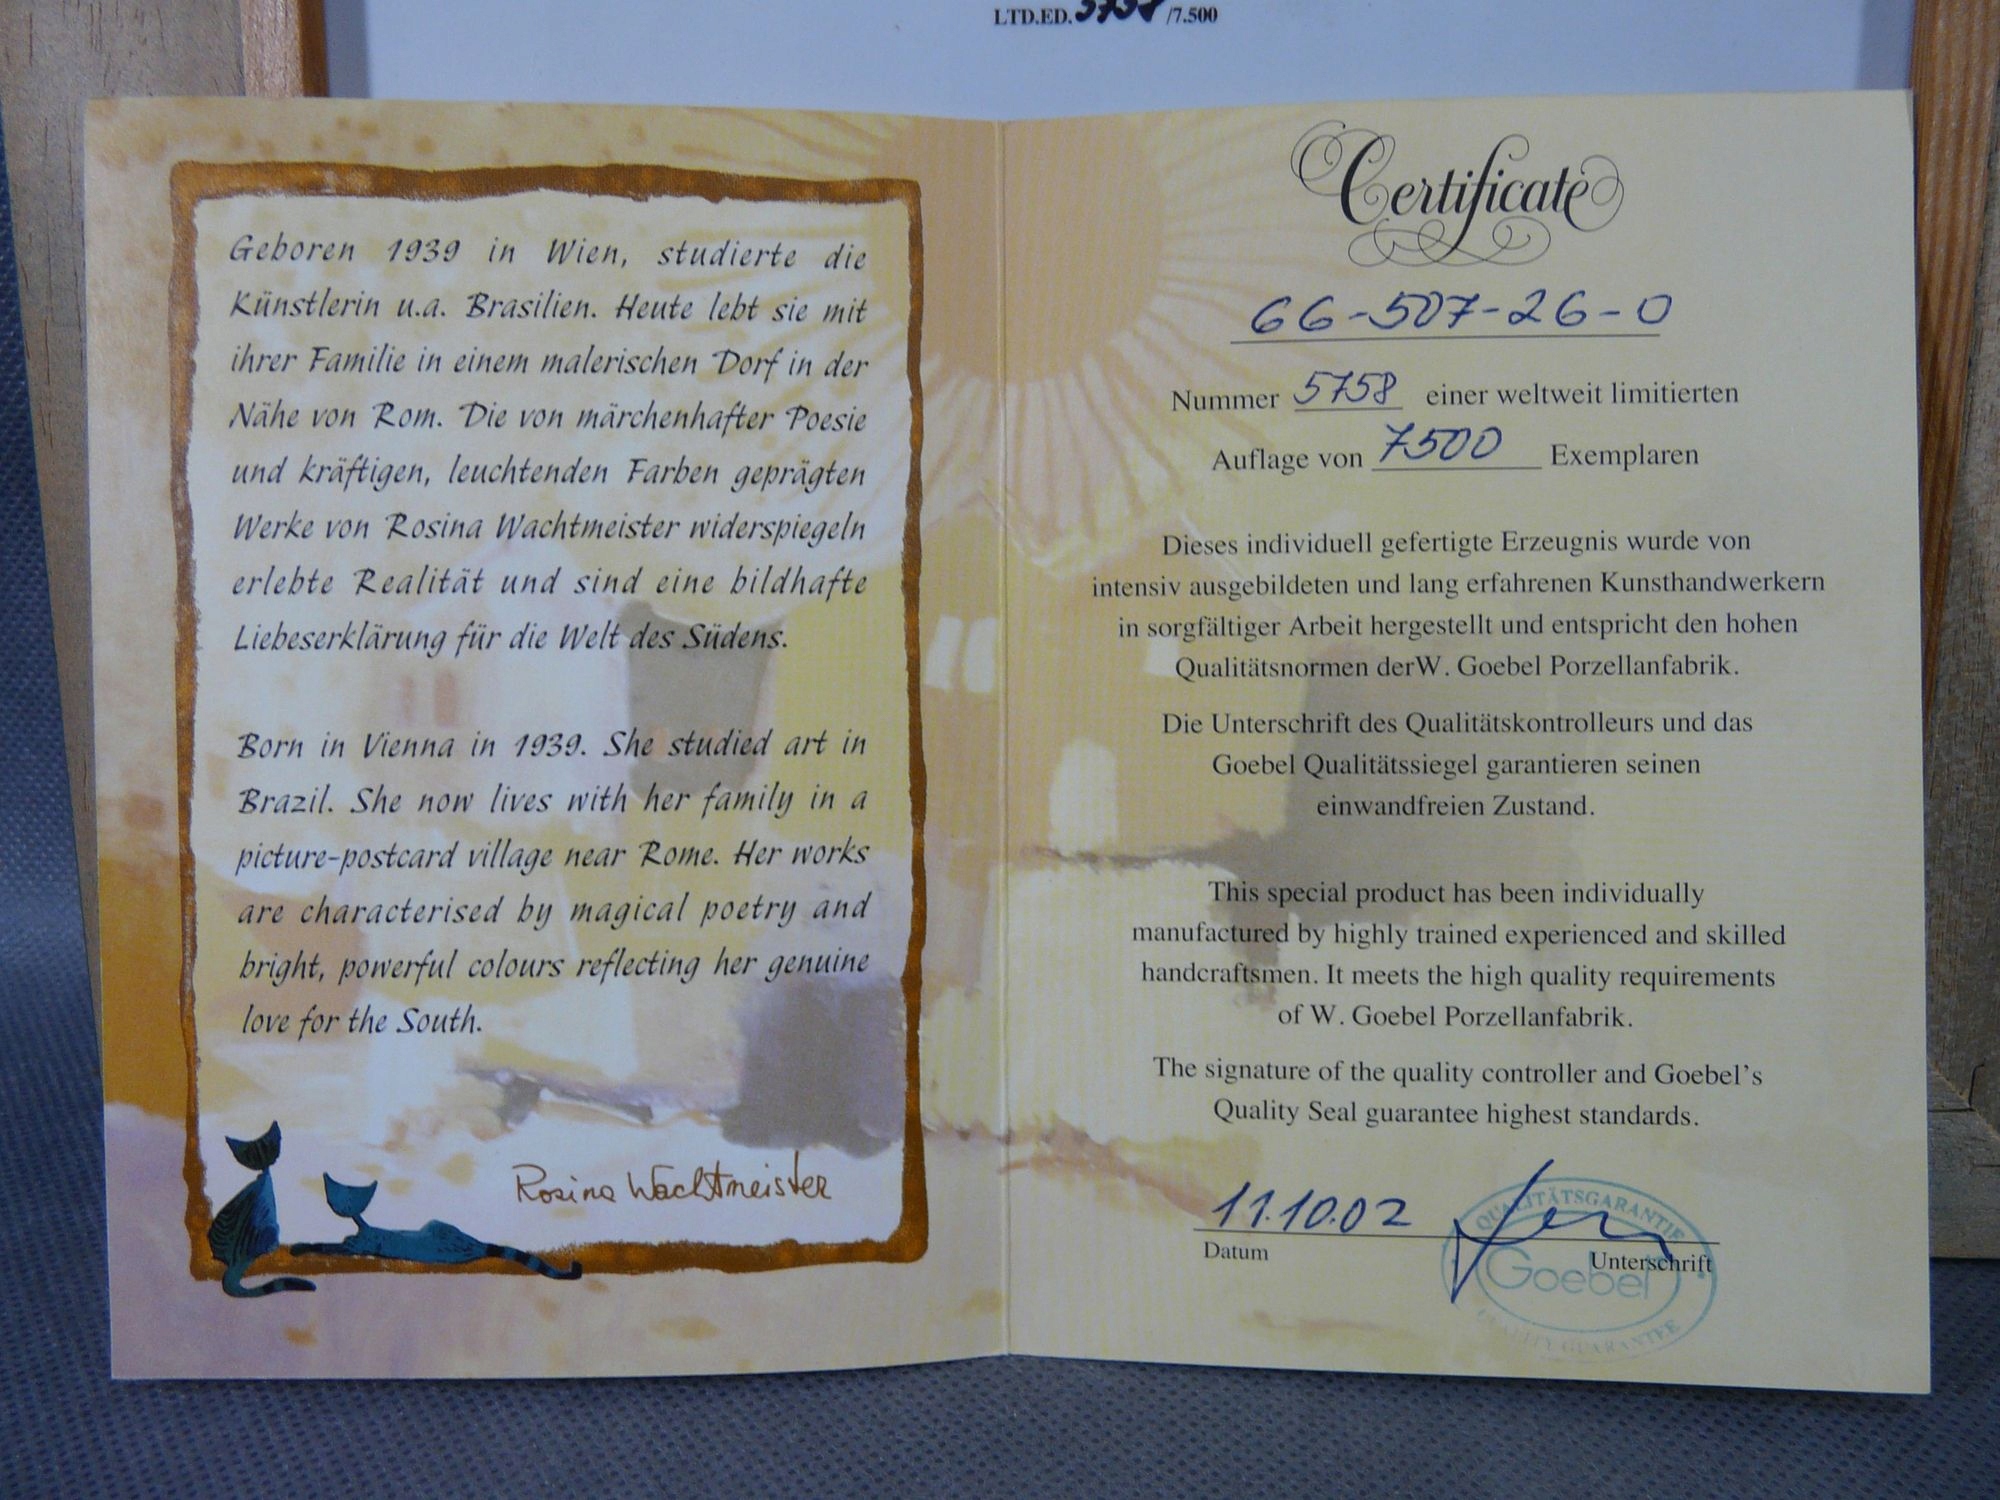 LTD.ED. 5758 /7.500
Geboren 1939 in Wien, studierte die
Künstlerin u.a. Brasilien. Heute lebt sie mit
ihrer Familie in einem malerischen Dorf in der
Nähe von Rom. Die von märchenhafter Poesie
und kräftigen, leuchtenden Farben geprägten
Werke von Rosina Wachtmeister widerspiegeln
erlebte Realität und sind eine bildhafte
Liebeserklärung für die Welt des Südens.
Born in Vienna in 1939. She studied art in
Brazil. She now lives with her family in a
picture-postcard village near Rome. Her works
are characterised by magical poetry and
bright, powerful colours reflecting her genuine
love for the South.
Rosina Wachtmeister
Certificate
66-507-26-0
Nummer 5758 einer weltweit limitierten
Auflage von 7500 Exemplaren
Dieses individuell gefertigte Erzeugnis wurde von
intensiv ausgebildeten und lang erfahrenen Kunsthandwerkern
in sorgfältiger Arbeit hergestellt und entspricht den hohen
Qualitätsnormen derW. Goebel Porzellanfabrik.
Die Unterschrift des Qualitätskontrolleurs und das
Goebel Qualitätssiegel garantieren seinen
einwandfreien Zustand.
This special product has been individually
manufactured by highly trained experienced and skilled
handcraftsmen. It meets the high quality requirements
of W. Goebel Porzellanfabrik.
The signature of the quality controller and Goebel's
Quality Seal guarantee highest standards.
11.10.02
Datum
Unterschrift
QUALITÄTSGARANTIE
Goebel
QUALITY GUARANTEE